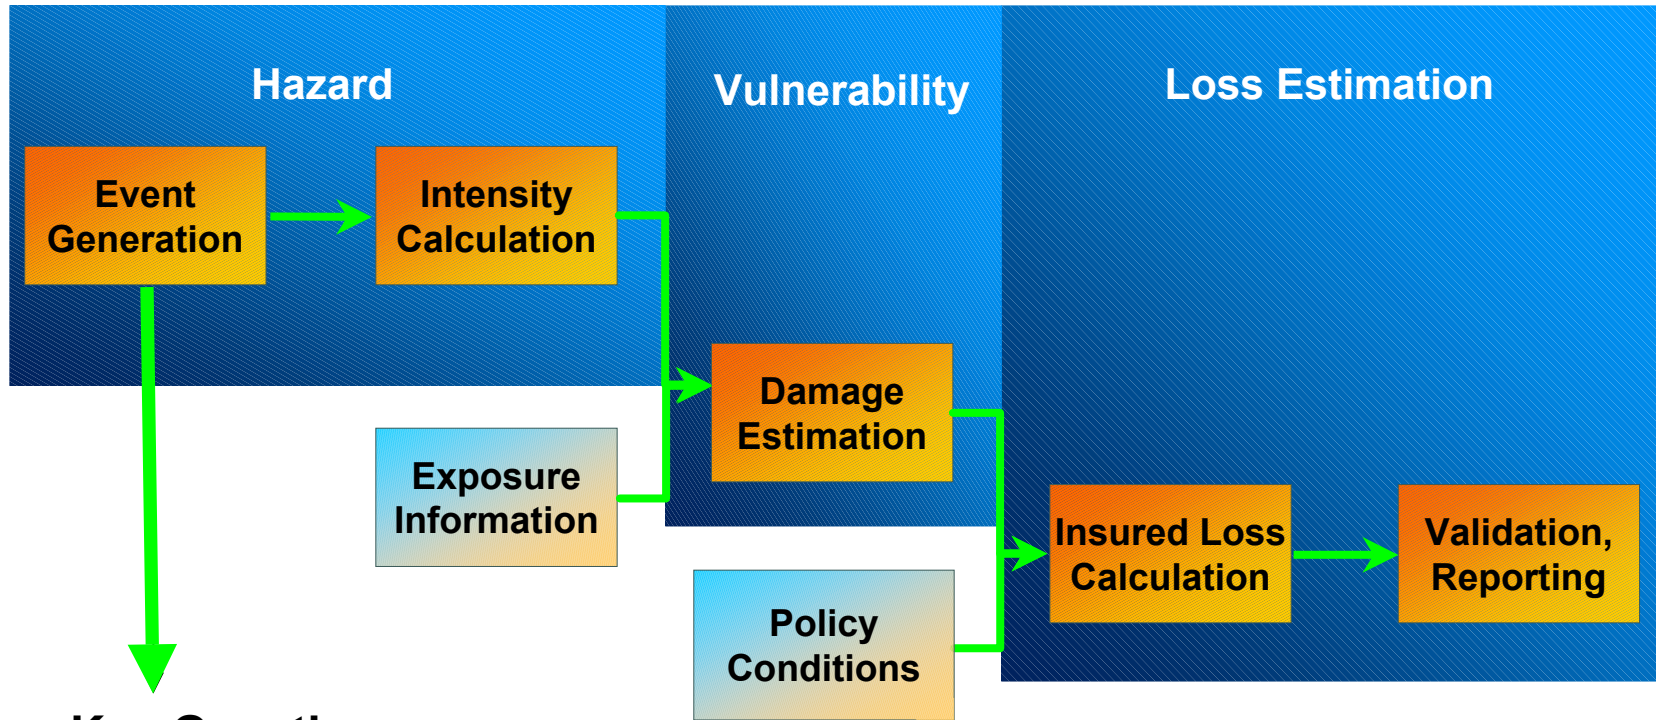 Hazard
Vulnerability
Loss Estimation
Event
Generation
Intensity
Calculation
Damage
Estimation
Exposure
Information
Insured Loss
Calculation
Validation,
Reporting
Policy
Conditions